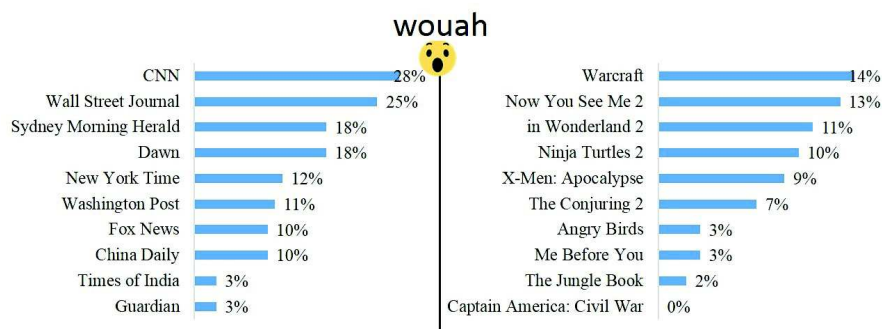 wouah
CNN 28%
Wall Street Journal 25%
Sydney Morning Herald 18%
Dawn 18%
New York Time 12%
Washington Post 11%
Fox News 10%
China Daily 10%
Times of India 3%
Guardian 3%
Warcraft 14%
Now You See Me 2 13%
in Wonderland 2 11%
Ninja Turtles 2 10%
X-Men: Apocalypse 9%
The Conjuring 2 7%
Angry Birds 3%
Me Before You 3%
The Jungle Book 2%
Captain America: Civil War 0%